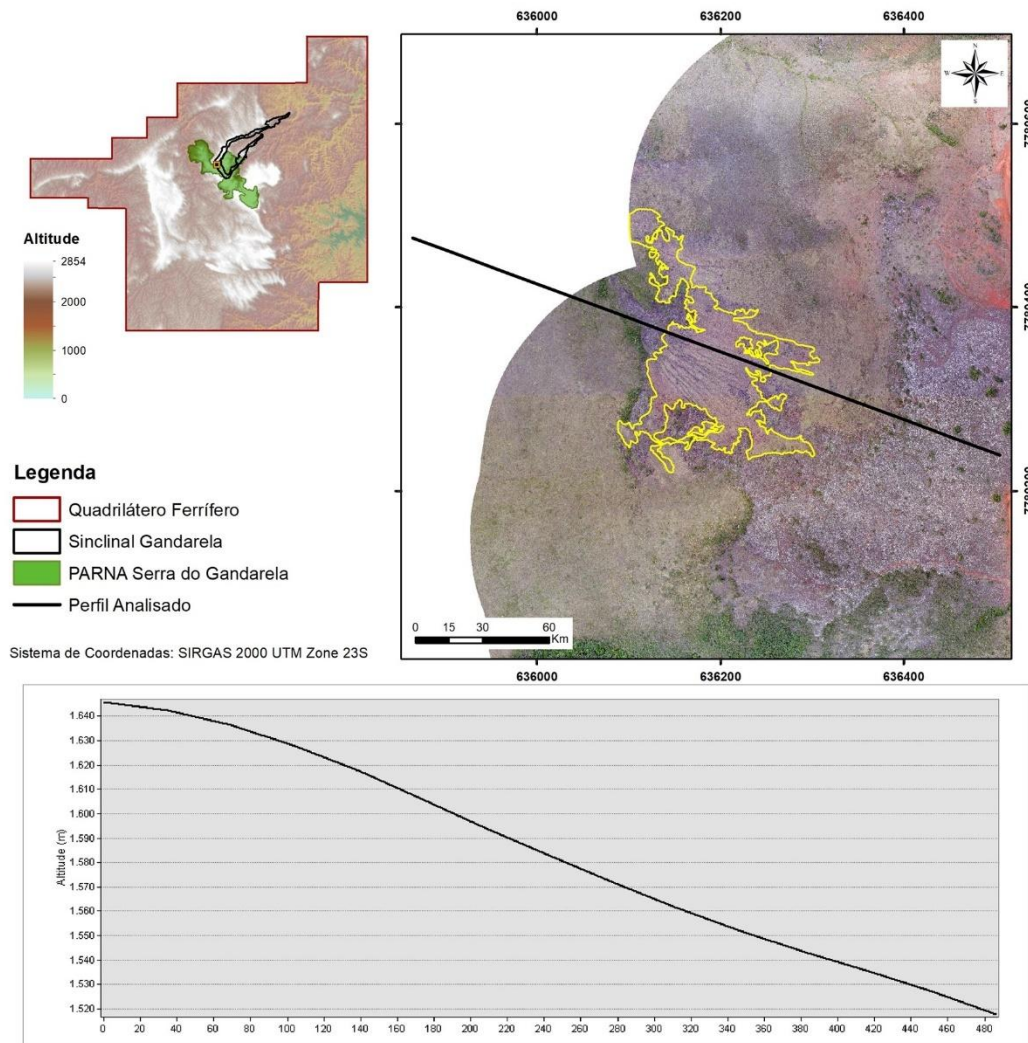 Altitude
2854
2000
1000
0
Legenda
Quadrilátero Ferrífero
Sinclinal Gandarela
PARNA Serra do Gandarela
Perfil Analisado
Sistema de Coordenadas: SIRGAS 2000 UTM Zone 23S
636000 636200 636400
N
W E
S
7780600
7780400
7780200
0 15 30 60
Km
636000 636200 636400
Altitude (m)
1.640
1.630
1.620
1.610
1.600
1.590
1.580
1.570
1.560
1.550
1.540
1.530
1.520
0 20 40 60 80 100 120 140 160 180 200 220 240 260 280 300 320 340 360 380 400 420 440 460 480